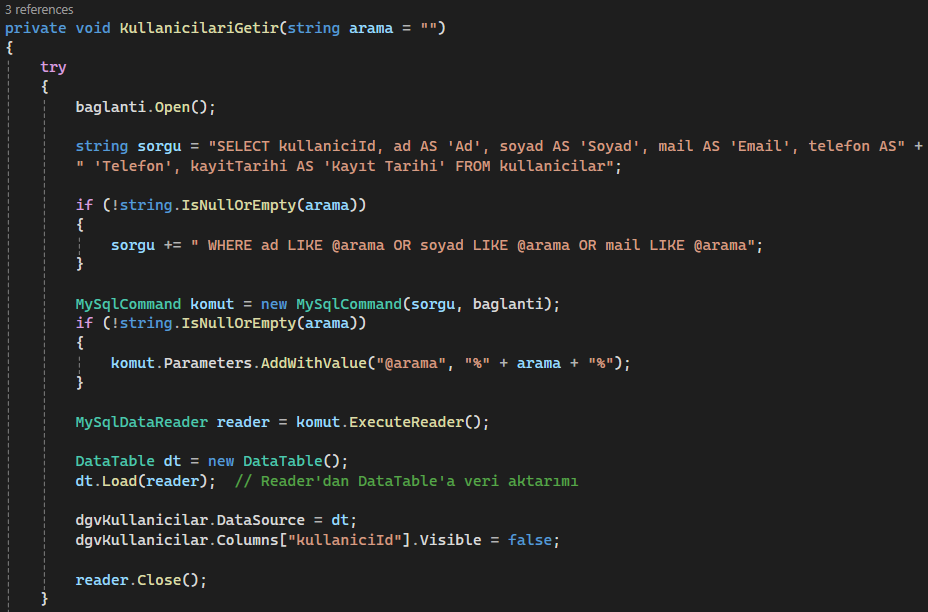 3 references
private void KullanicilariGetir(string arama = "")
{
try
{
baglanti.Open();
string sorgu = "SELECT kullaniciId, ad AS 'Ad', soyad AS 'Soyad', mail AS 'Email', telefon AS" +
" 'Telefon', kayitTarihi AS 'Kayıt Tarihi' FROM kullanicilar";
if (!string.IsNullOrEmpty(arama))
{
sorgu += " WHERE ad LIKE @arama OR soyad LIKE @arama OR mail LIKE @arama";
}
MySqlCommand komut = new MySqlCommand(sorgu, baglanti);
if (!string.IsNullOrEmpty(arama))
{
komut.Parameters.AddWithValue("@arama", "%" + arama + "%");
}
MySqlDataReader reader = komut.ExecuteReader();
DataTable dt = new DataTable();
dt.Load(reader);  // Reader'dan DataTable'a veri aktarımı
dgvKullanicilar.DataSource = dt;
dgvKullanicilar.Columns["kullaniciId"].Visible = false;
reader.Close();
}